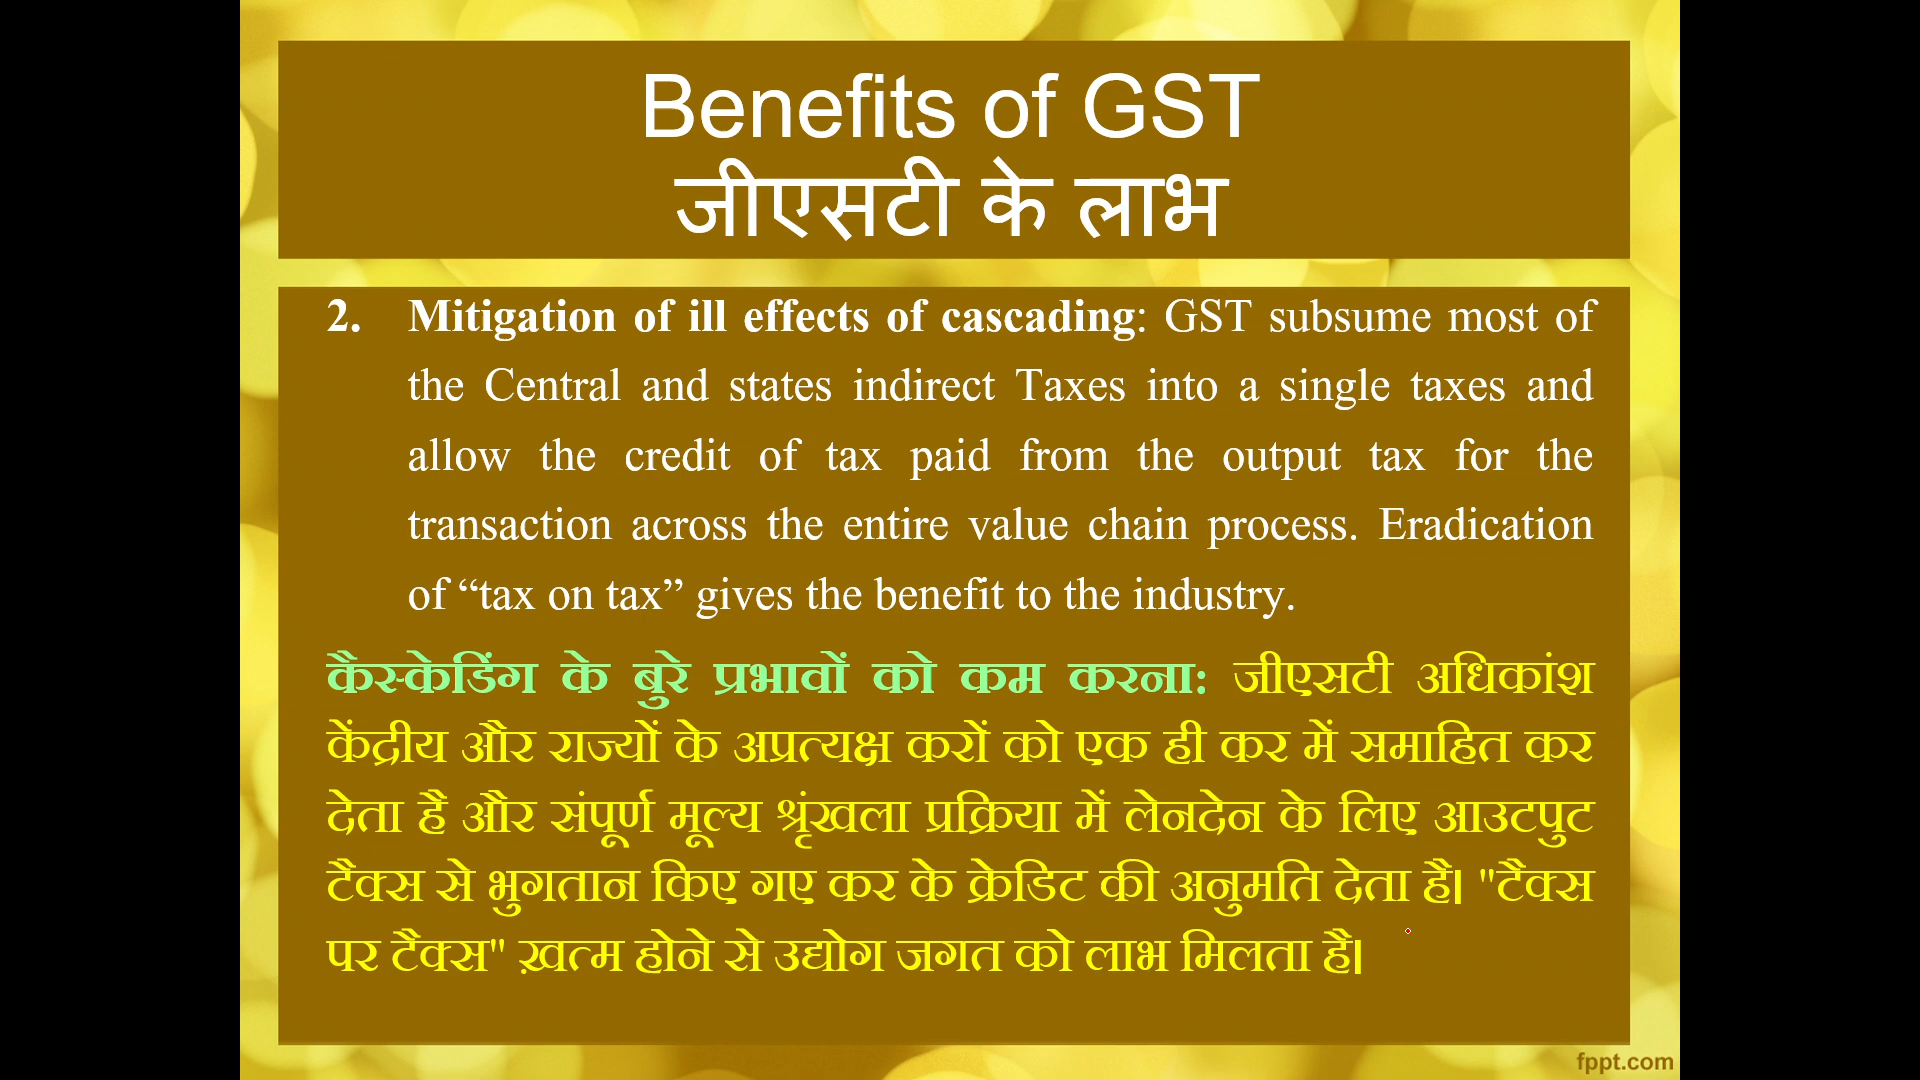 Benefits of GST
जीएसटी के लाभ
2. Mitigation of ill effects of cascading: GST subsume most of
the Central and states indirect Taxes into a single taxes and
allow the credit of tax paid from the output tax for the
transaction across the entire value chain process. Eradication
of “tax on tax” gives the benefit to the industry.
कैस्केडिंग के बुरे प्रभावों को कम करना: जीएसटी अधिकांश
केंद्रीय और राज्यों के अप्रत्यक्ष करों को एक ही कर में समाहित कर
देता है और संपूर्ण मूल्य श्रृंखला प्रक्रिया में लेनदेन के लिए आउटपुट
टैक्स से भुगतान किए गए कर के क्रेडिट की अनुमति देता है। "टैक्स
पर टैक्स" ख़त्म होने से उद्योग जगत को लाभ मिलता है।
fppt.com